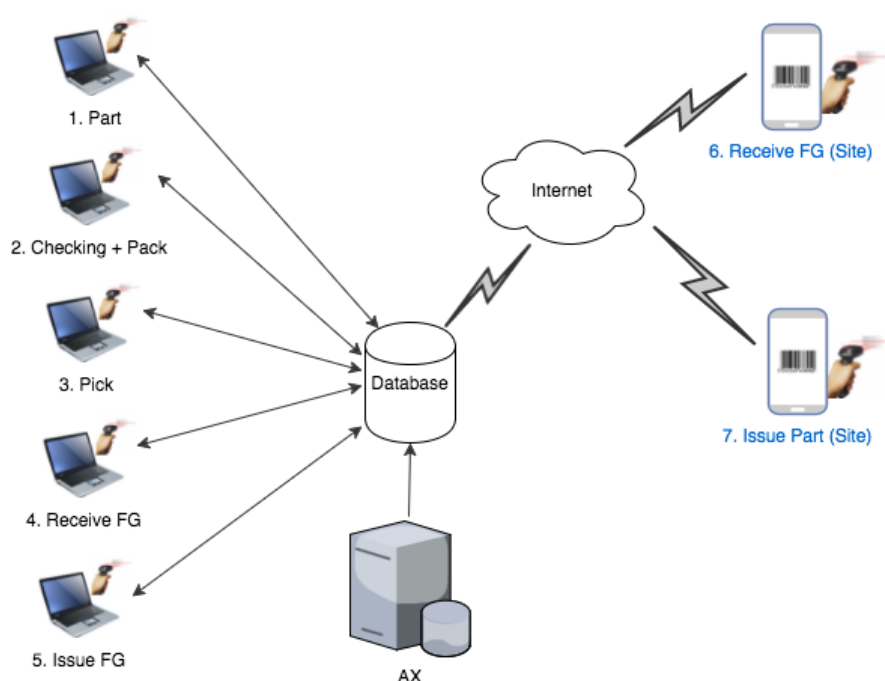 1. Part
2. Checking + Pack
3. Pick
4. Receive FG
5. Issue FG
Database
AX
Internet
6. Receive FG (Site)
7. Issue Part (Site)